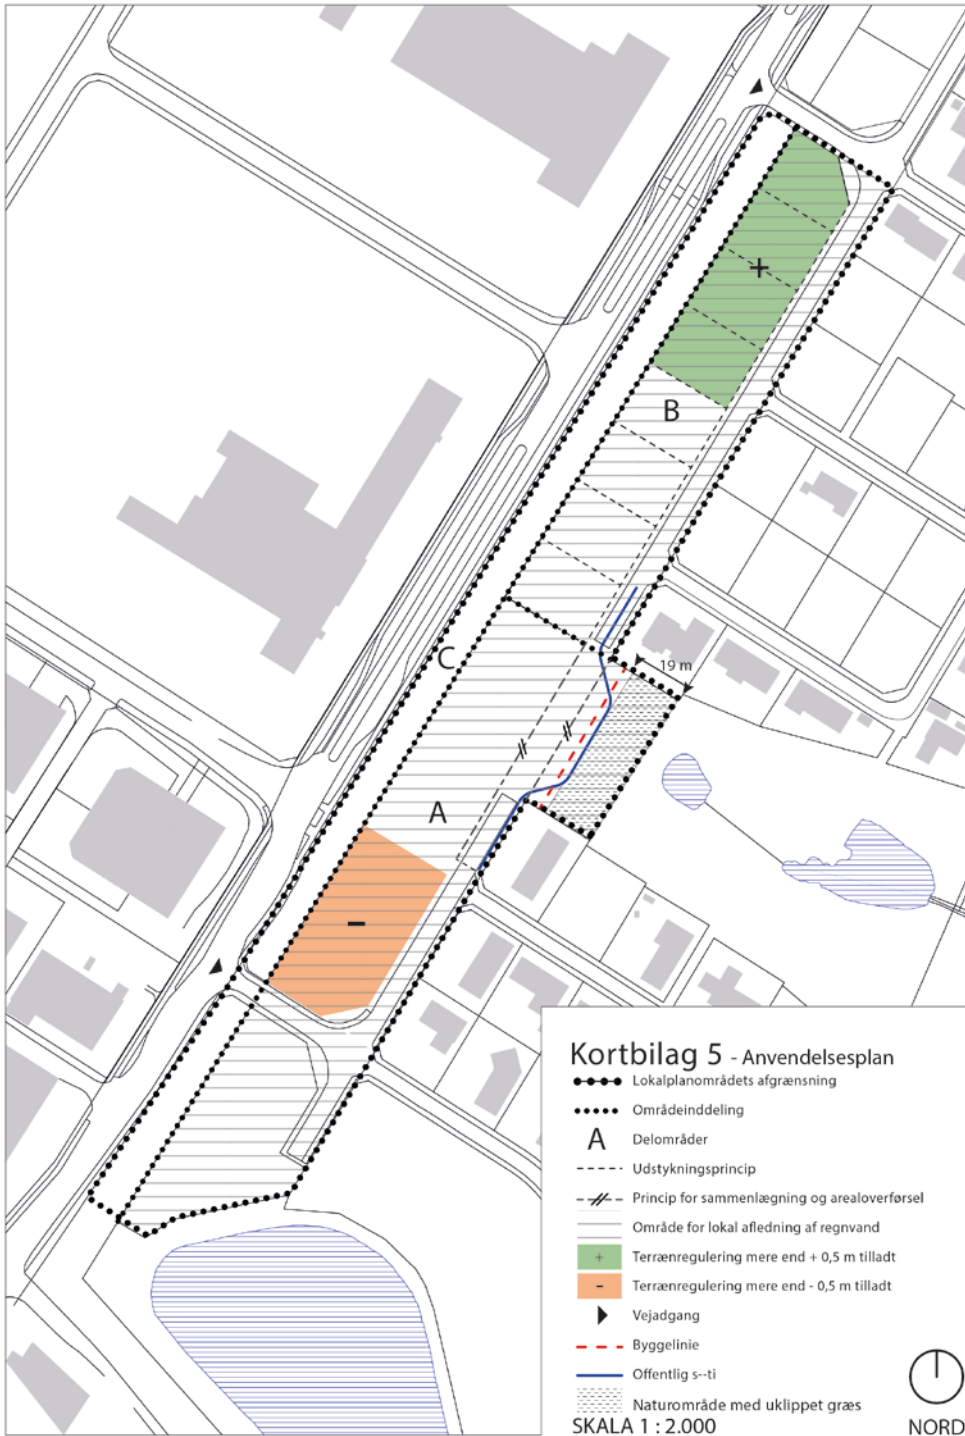 +
B
19 m
C
A
-
Kortbilag 5 - Anvendelsesplan
Lokalplanområdets afgrænsning
Områdeinddeling
A Delområder
Udstykningsprincip
Princip for sammenlægning og arealoverførsel
Område for lokal afledning af regnvand
+ Terrænregulering mere end + 0,5 m tilladt
- Terrænregulering mere end - 0,5 m tilladt
Vejadgang
Byggelinie
Offentlig s--ti
Naturområde med uklippet græs
SKALA 1 : 2.000
NORD